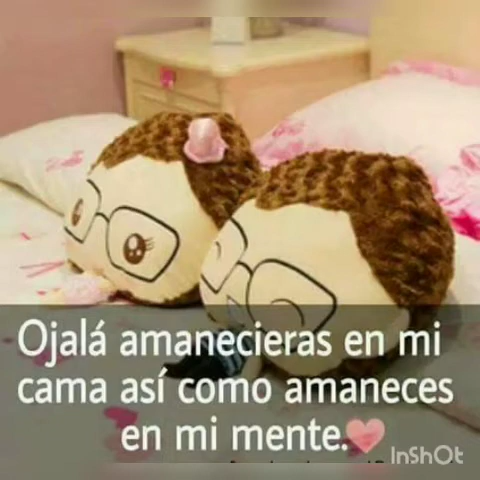 Ojalá amanecieras en mi
cama así como amaneces
en mi mente.
InShOt